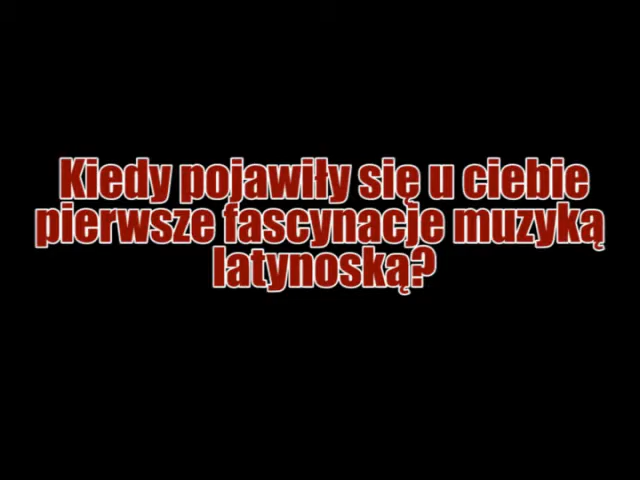 Kiedy pojawiły się u ciebie
pierwsze fascynacje muzyką
latynoską?